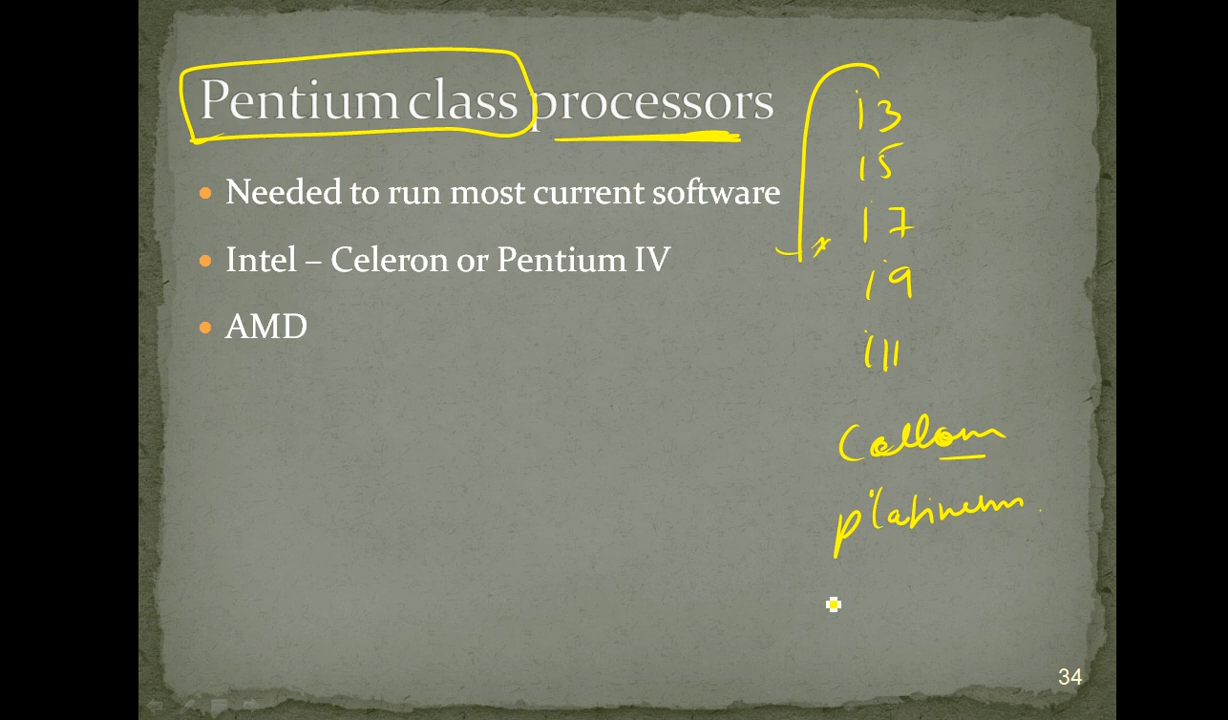 Pentium class processors
Needed to run most current software
Intel – Celeron or Pentium IV
AMD
i3
i5
i7
i9
i11
platinum
34